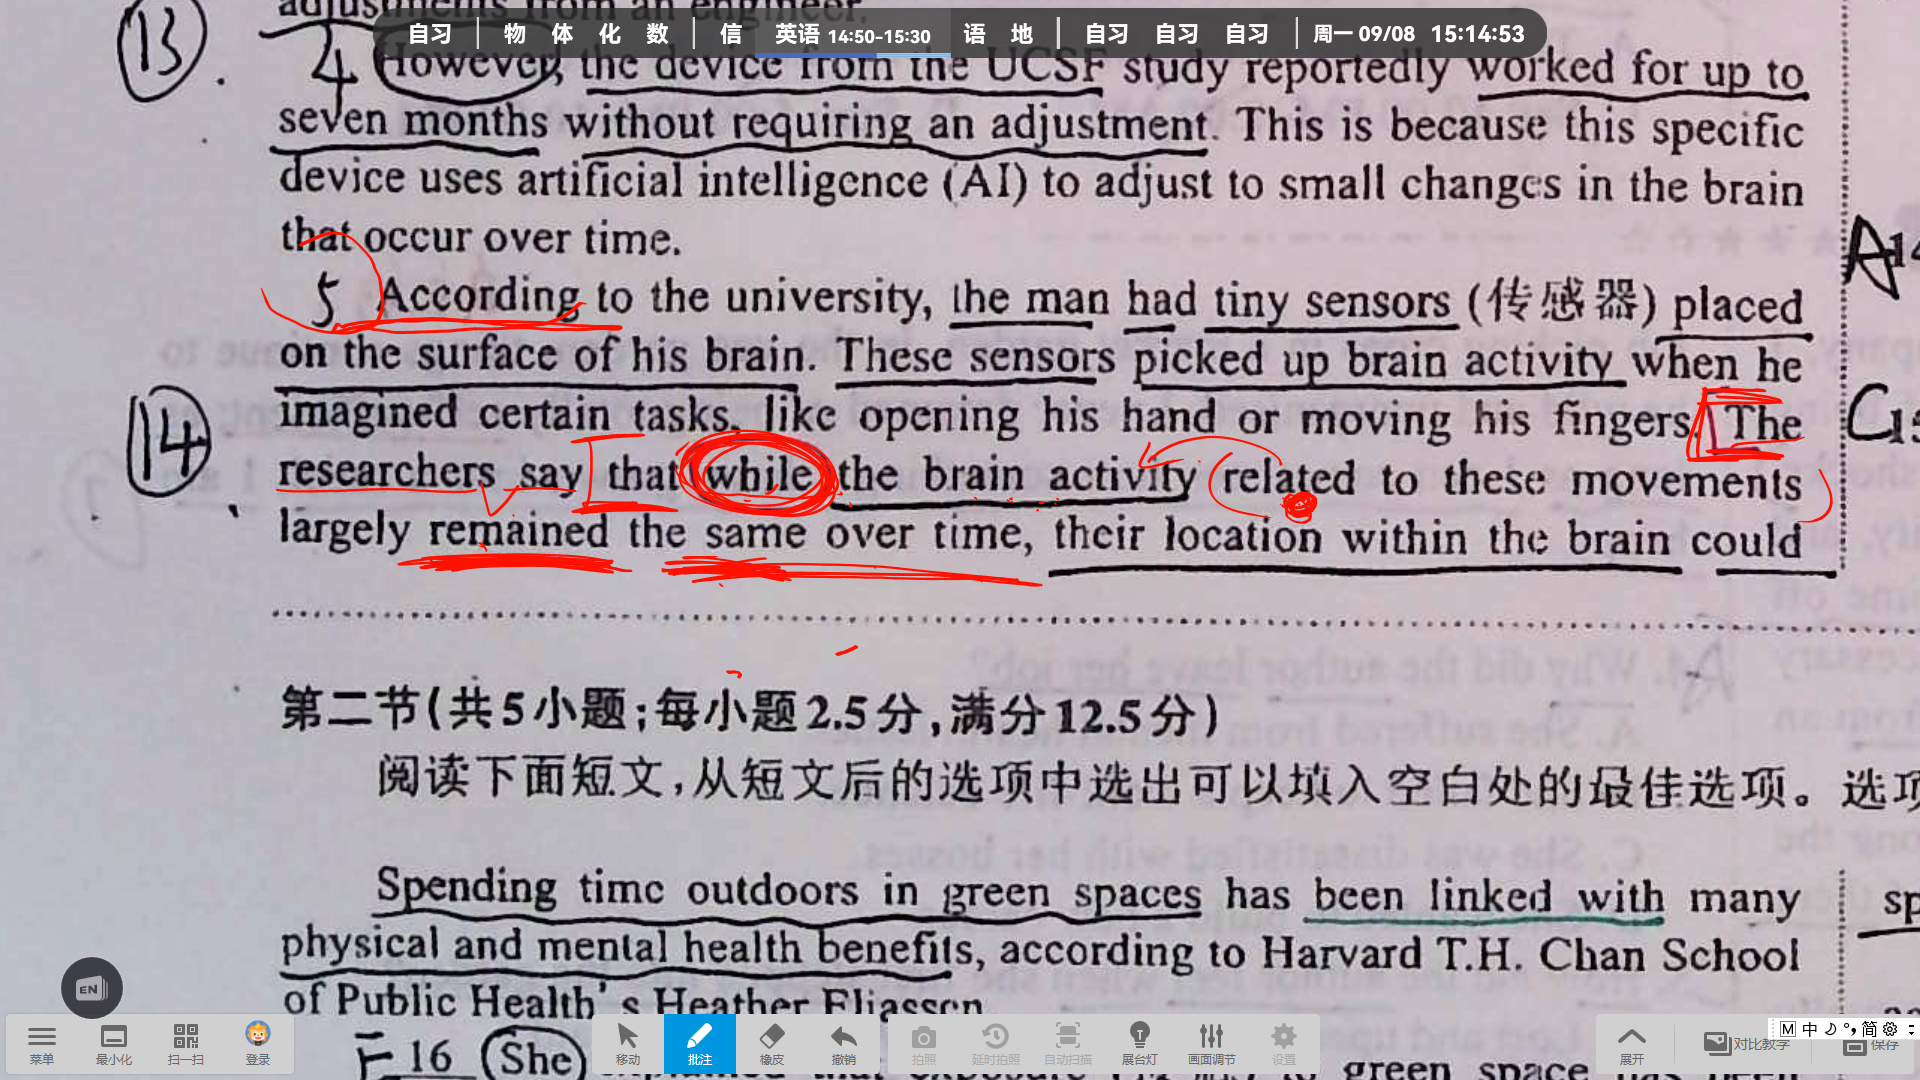 自习 物 体 化 数 信 英语 14:50-15:30 语 地 自习 自习 自习 周一 09/08 15:14:53
13
adjustments from an engineer.
4 However, the device from the UCSF study reportedly worked for up to
seven months without requiring an adjustment. This is because this specific
device uses artificial intelligence (AI) to adjust to small changes in the brain
that occur over time.
A 14
5 According to the university, the man had tiny sensors (传感器) placed
on the surface of his brain. These sensors picked up brain activity when he
14 imagined certain tasks, like opening his hand or moving his fingers. The
C 15
researchers say that while the brain activity related to these movements
largely remained the same over time, their location within the brain could
第二节(共5小题;每小题2.5分,满分12.5分)
阅读下面短文,从短文后的选项中选出可以填入空白处的最佳选项。选项
Spending time outdoors in green spaces has been linked with many
sp
physical and mental health benefits, according to Harvard T.H. Chan School
of Public Health's Heather Eliassen.
F 16 She explained that exposure to green space has been
EN
菜单 最小化 扫一扫 登录 移动 批注 橡皮 撤销 拍照 延时拍照 自动扫描 展台灯 画面调节 设置 展开 对比教学 保存
M 中 简